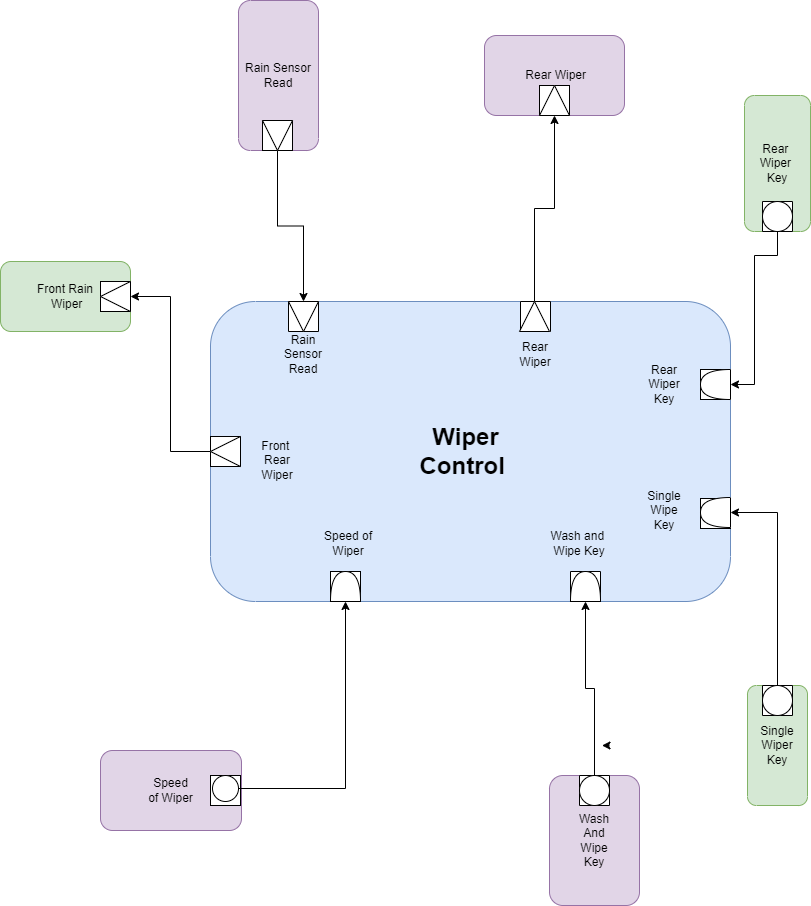 Rain Sensor
Read
Rear Wiper
Rear
Wiper
Key
Front Rain
Wiper
Rain
Sensor
Read
Rear
Wiper
Rear
Wiper
Key
Wiper
Control
Front
Rear
Wiper
Single
Wipe
Key
Speed of
Wiper
Wash and
Wipe Key
Single
Wiper
Key
Speed
of Wiper
Wash
And
Wipe
Key